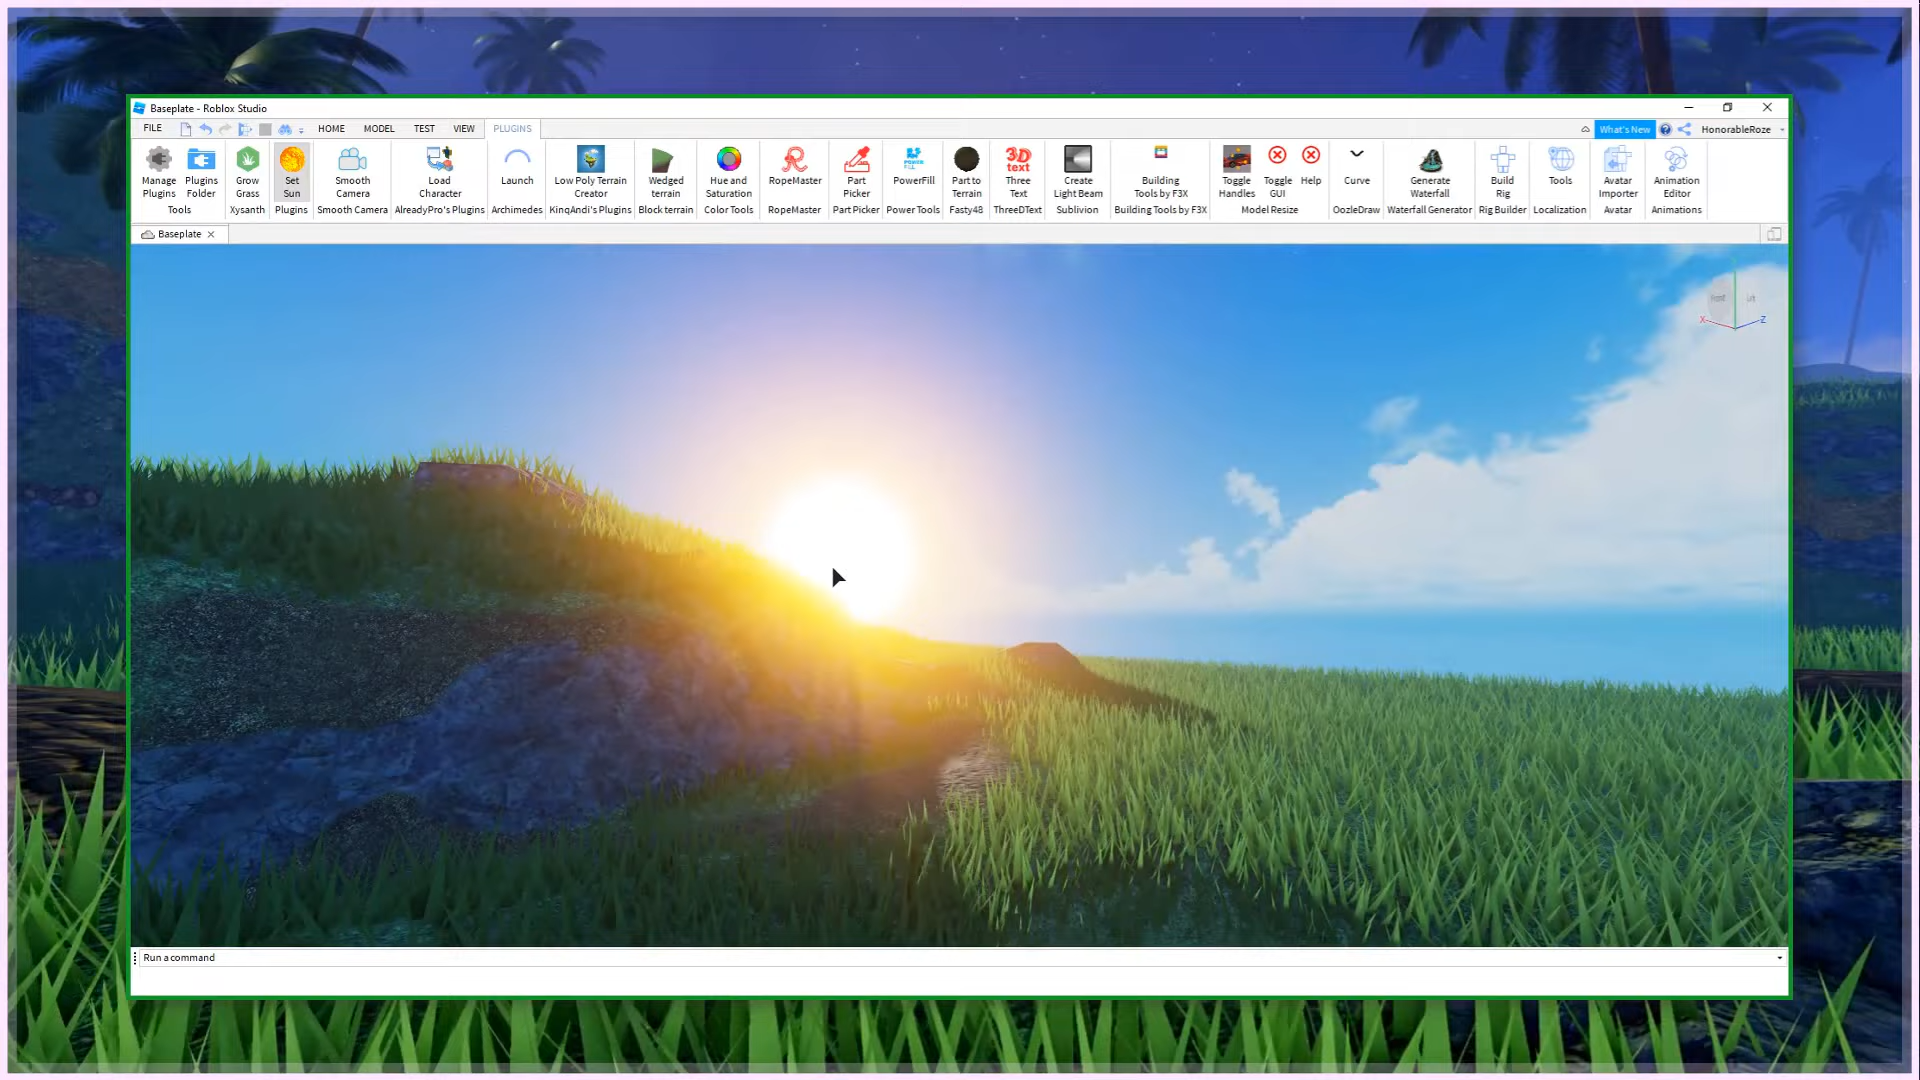 Baseplate - Roblox Studio
FILE HOME MODEL TEST VIEW PLUGINS What's New HonorableRoze
Manage Plugins
Plugins Folder
Tools
Grow Grass
Xysanth
Set Sun
Plugins
Smooth Camera
Smooth Camera
Load Character
AlreadyPro's Plugins
Launch
Archimedes
Low Poly Terrain Creator
KinqAndi's Plugins
Wedged terrain
Block terrain
Hue and Saturation
Color Tools
RopeMaster
RopeMaster
Part Picker
Part Picker
POWER FILL
PowerFill
Power Tools
Part to Terrain
Fasty48
3D text
Three Text
ThreeDText
Create Light Beam
Sublivion
Building Tools by F3X
Building Tools by F3X
Toggle Handles
Toggle GUI
Help
Model Resize
Curve
OozleDraw
Generate Waterfall
Waterfall Generator
Build Rig
Rig Builder
Tools
Localization
Avatar Importer
Avatar
Animation Editor
Animations
Baseplate
Front Left
X Z
Run a command